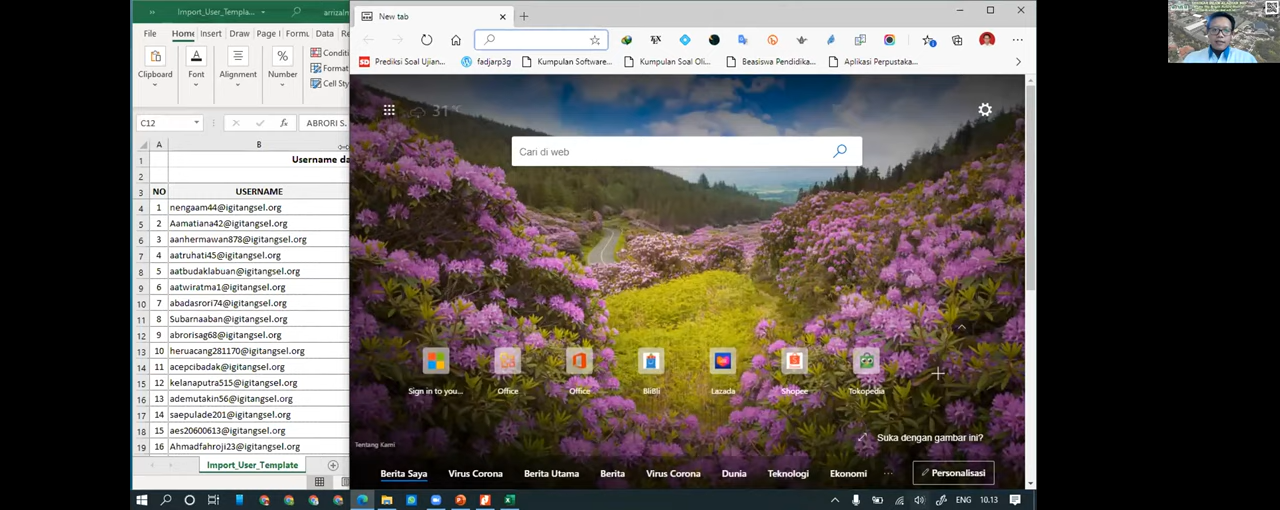 Import_User_Templa...
File Home Insert Draw Page l Formu Data Re
Clipboard Font Alignment Number
Conditi
Format
Cell Sty
C12 ABRORI S.
A B
1 Username da
2
3 NO USERNAME
4 1 nengaam44@igitangsel.org
5 2 Aamatiana42@igitangsel.org
6 3 aanhermawan878@igitangsel.org
7 4 aatruhati45@igitangsel.org
8 5 aatbudaklabuan@igitangsel.org
9 6 aatwiratma1@igitangsel.org
10 7 abadasrori74@igitangsel.org
11 8 Subarnaaban@igitangsel.org
12 9 abrorisag68@igitangsel.org
13 10 heruacang281170@igitangsel.org
14 11 acepcibadak@igitangsel.org
15 12 kelanaputra515@igitangsel.org
16 13 ademutakin56@igitangsel.org
17 14 saepulade201@igitangsel.org
18 15 aes20600613@igitangsel.org
19 16 Ahmadfahroji23@igitangsel.org
Import_User_Template
New tab
Prediksi Soal Ujian... fadjarp3g Kumpulan Software... Kumpulan Soal Oli... Beasiswa Pendidika... Aplikasi Perpustaka...
31°C
Cari di web
Sign in to you... Office Office BliBli Lazada Shopee Tokopedia
Tentang Kami
Suka dengan gambar ini?
Berita Saya Virus Corona Berita Utama Berita Virus Corona Dunia Teknologi Ekonomi ... Personalisasi
ENG 10.13